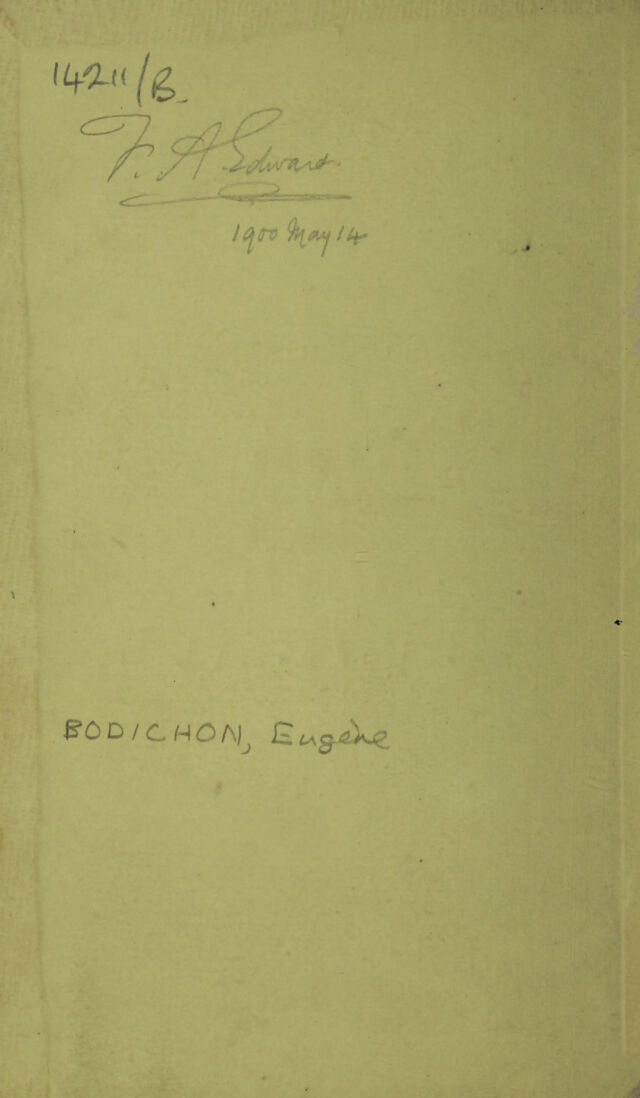 14211/B.
F. A Edward
1900 May 14
BODICHON, Eugène